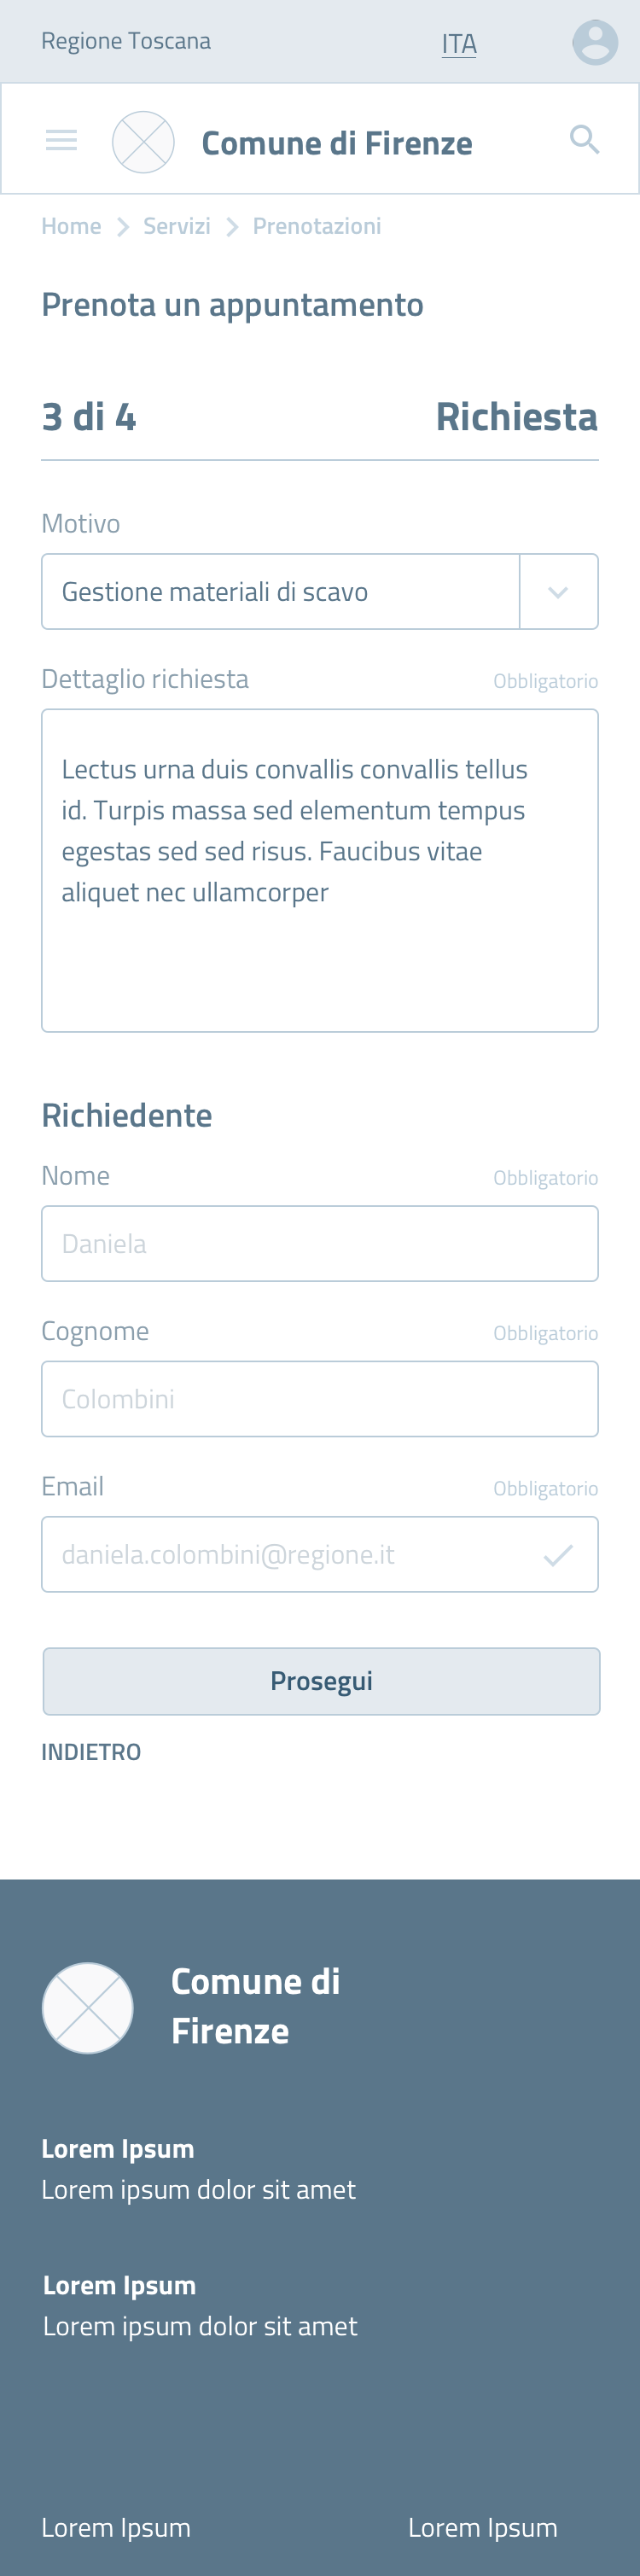 Regione Toscana
ITA
Comune di Firenze
Home
Servizi
Prenotazioni
Prenota un appuntamento
3 di 4
Richiesta
Motivo
Gestione materiali di scavo
Dettaglio richiesta
Obbligatorio
Lectus urna duis convallis convallis tellus
id. Turpis massa sed elementum tempus
egestas sed sed risus. Faucibus vitae
aliquet nec ullamcorper
Richiedente
Nome
Obbligatorio
Daniela
Cognome
Obbligatorio
Colombini
Email
Obbligatorio
daniela.colombini@regione.it
Prosegui
INDIETRO
Comune di
Firenze
Lorem Ipsum
Lorem ipsum dolor sit amet
Lorem Ipsum
Lorem ipsum dolor sit amet
Lorem Ipsum
Lorem Ipsum